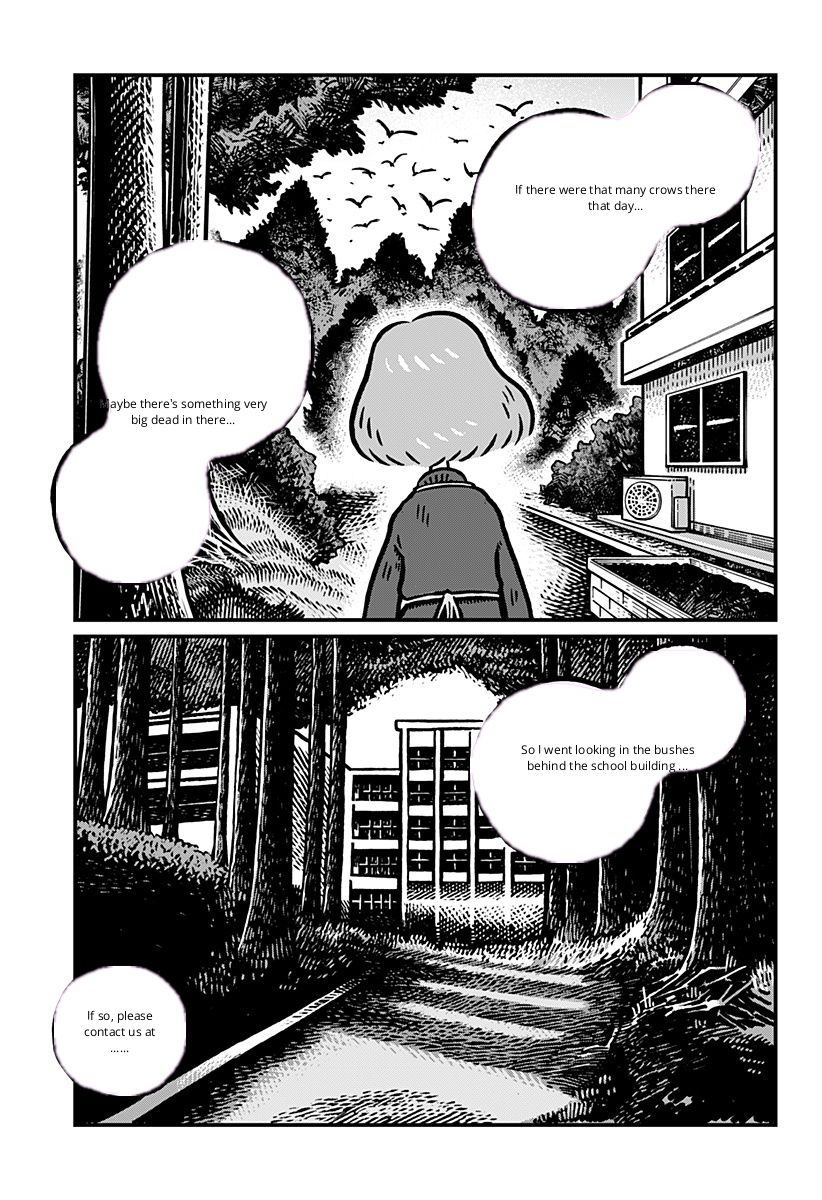 If there were that many crows there
that day...
Maybe there's something very
big dead in there...
So I went looking in the bushes
behind the school building ...
If so, please
contact us at
......